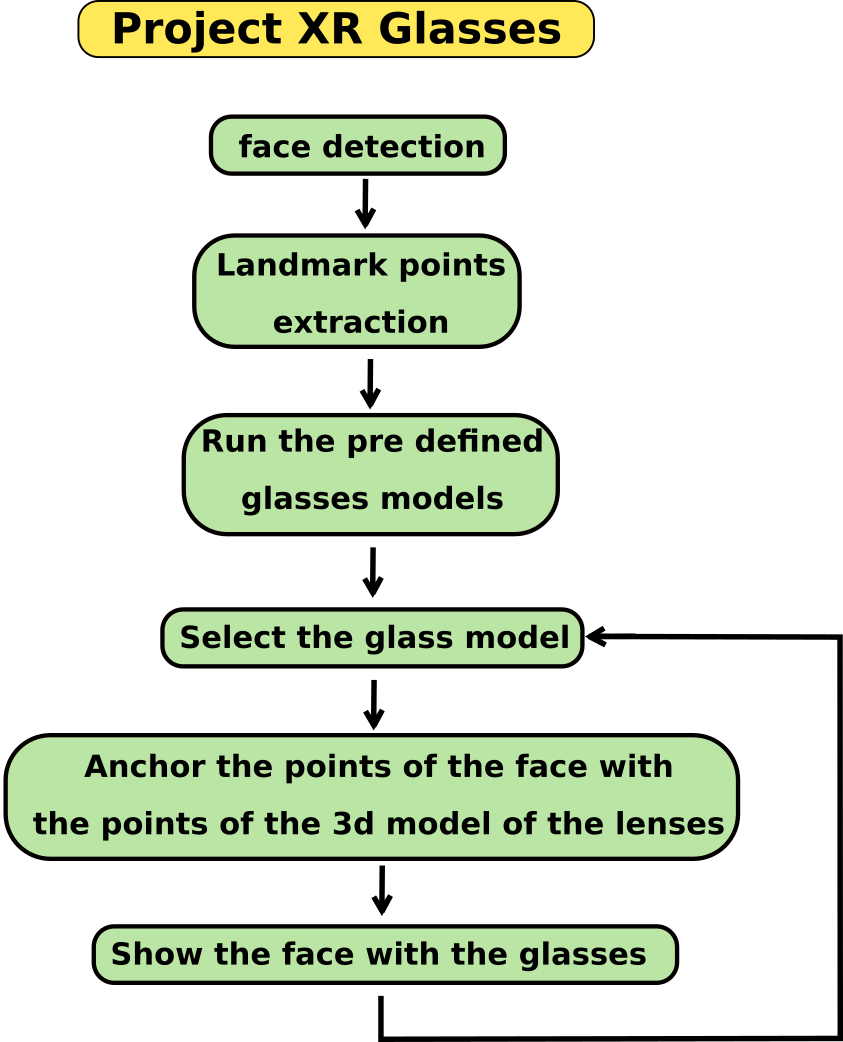 Project XR Glasses
face detection
Landmark points
extraction
Run the pre defined
glasses models
Select the glass model
Anchor the points of the face with
the points of the 3d model of the lenses
Show the face with the glasses